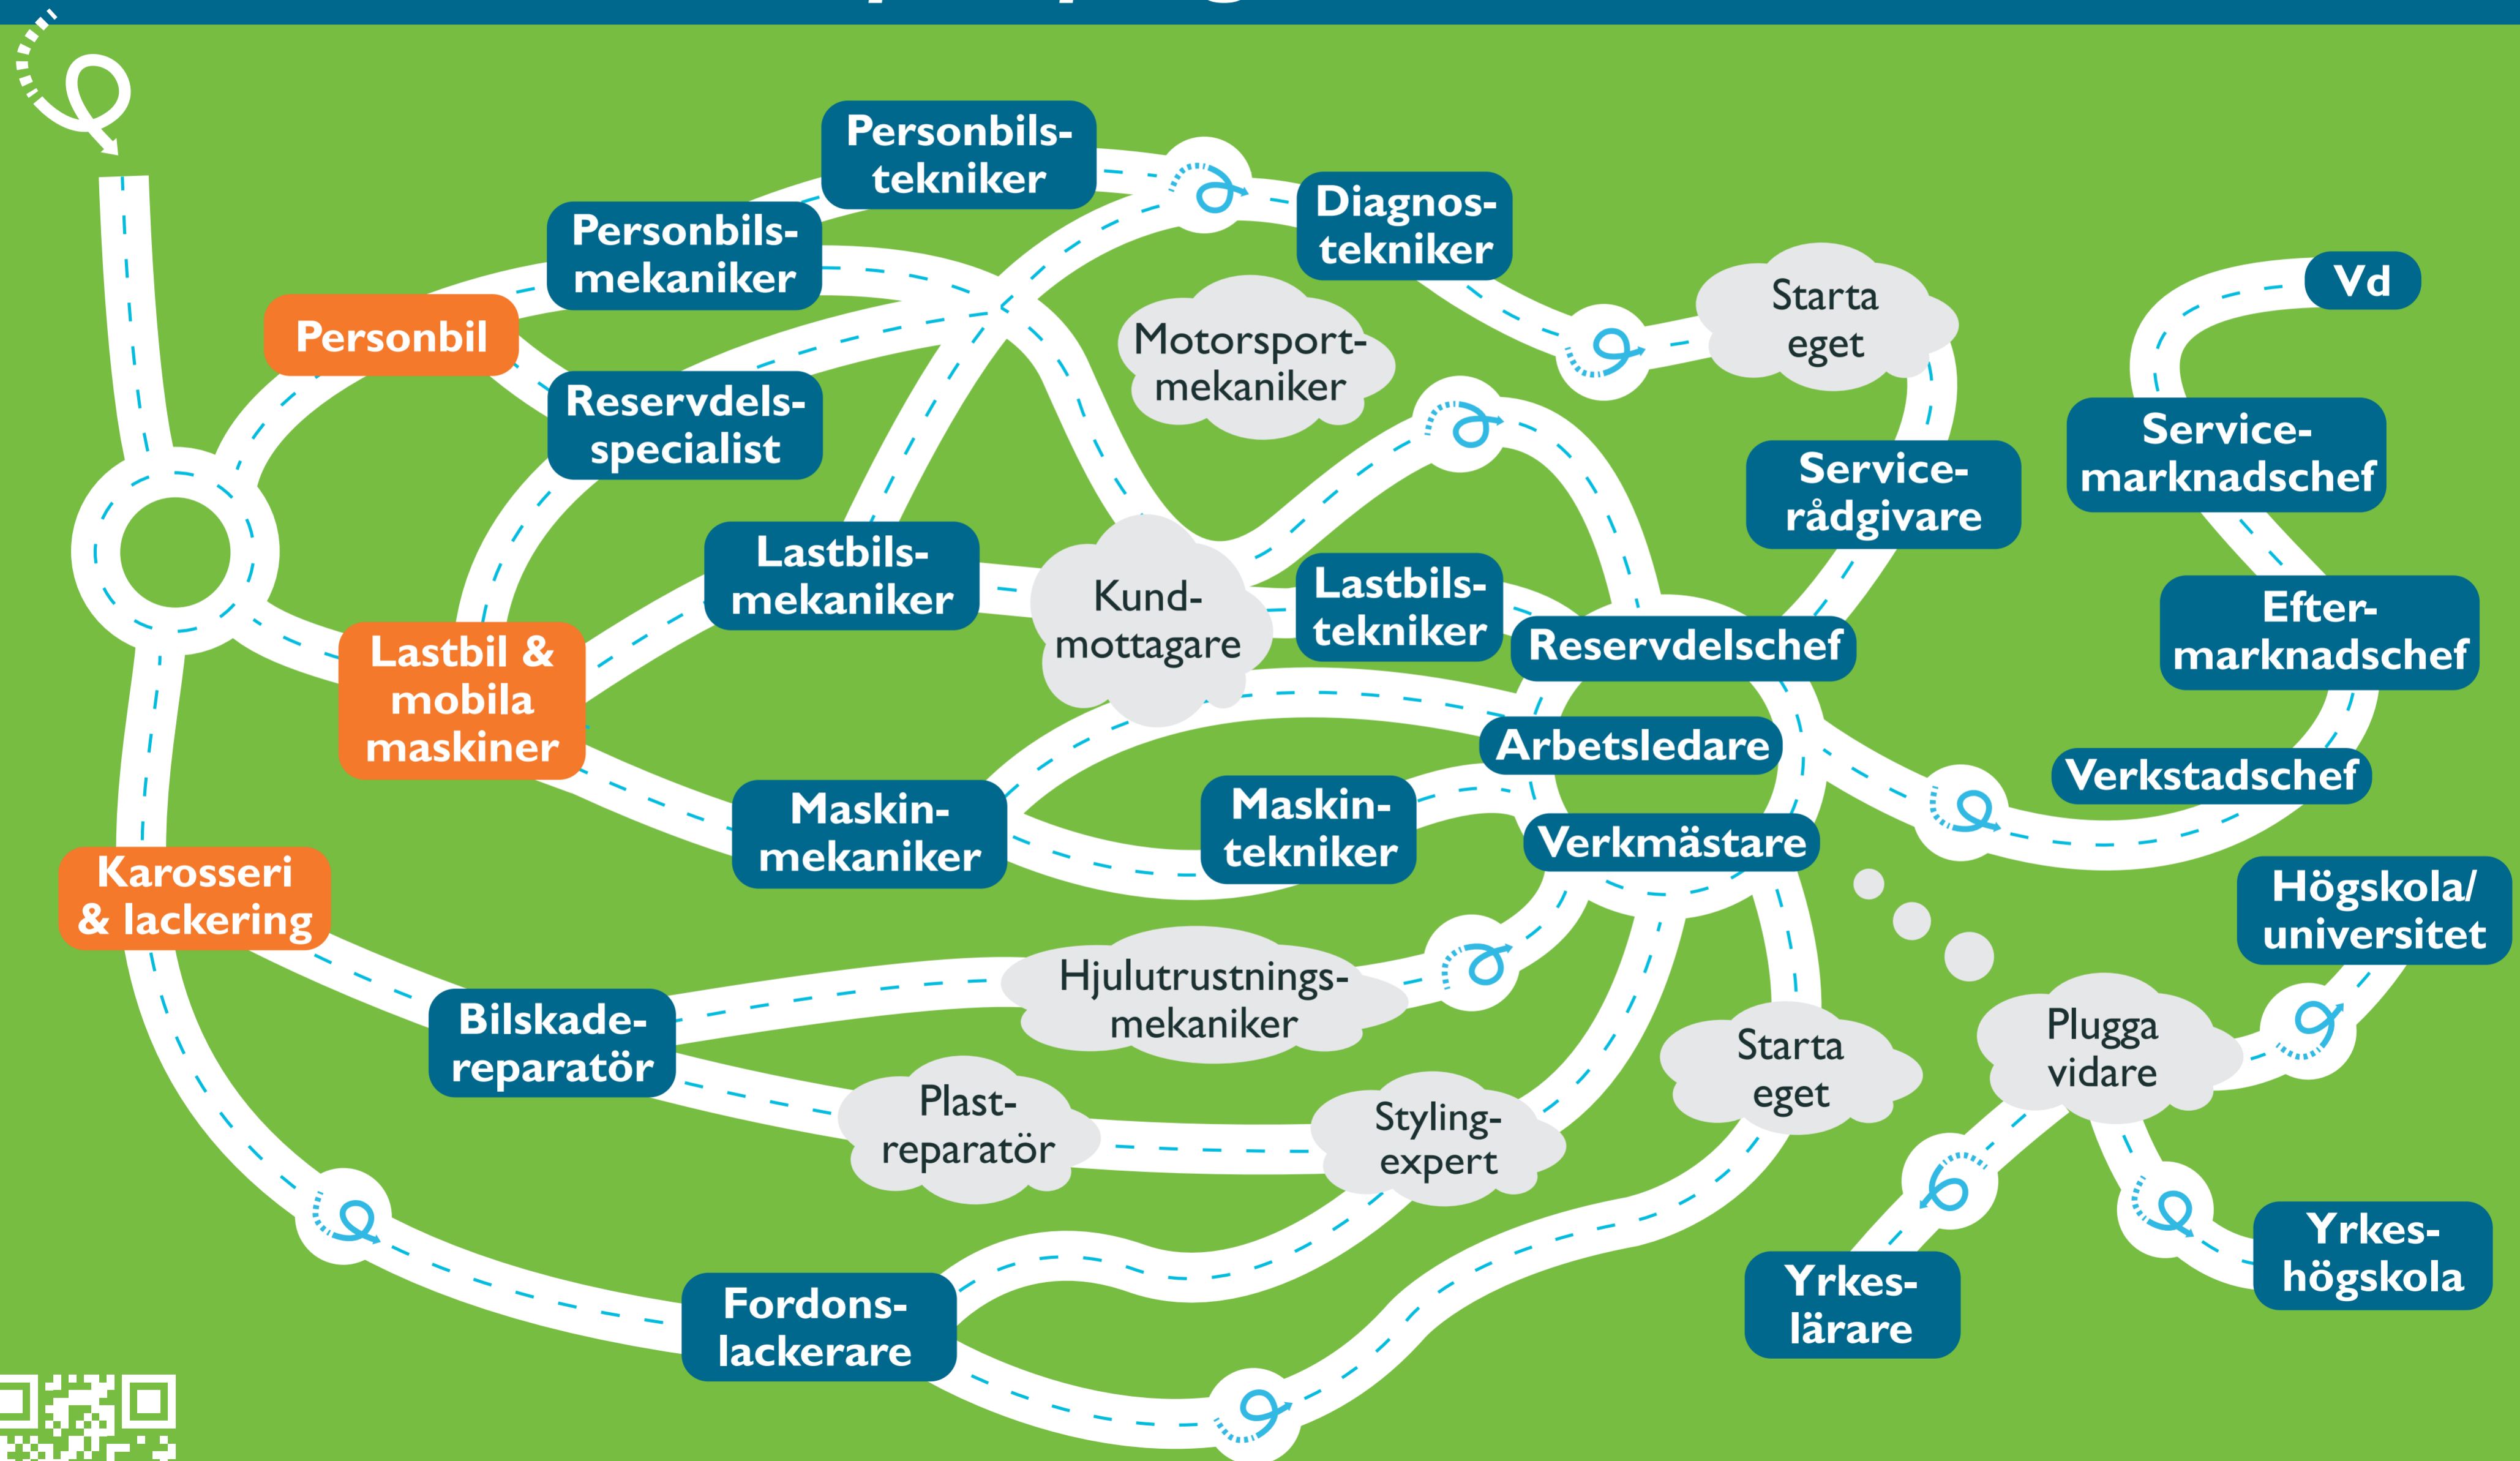 Personbils-
tekniker
Personbils-
mekaniker
Diagnos-
tekniker
Starta
eget
Vd
Personbil
Motorsport-
mekaniker
Reservdels-
specialist
Service-
marknadschef
Service-
rådgivare
Lastbils-
mekaniker
Kund-
mottagare
Lastbils-
tekniker
Reservdelschef
Efter-
marknadschef
Lastbil &
mobila
maskiner
Arbetsledare
Verkstadschef
Maskin-
mekaniker
Maskin-
tekniker
Verkmästare
Karosseri
& lackering
Högskola/
universitet
Hjulutrustnings-
mekaniker
Bilskade-
reparatör
Starta
eget
Plugga
vidare
Plast-
reparatör
Styling-
expert
Yrkes-
högskola
Yrkes-
lärare
Fordons-
lackerare